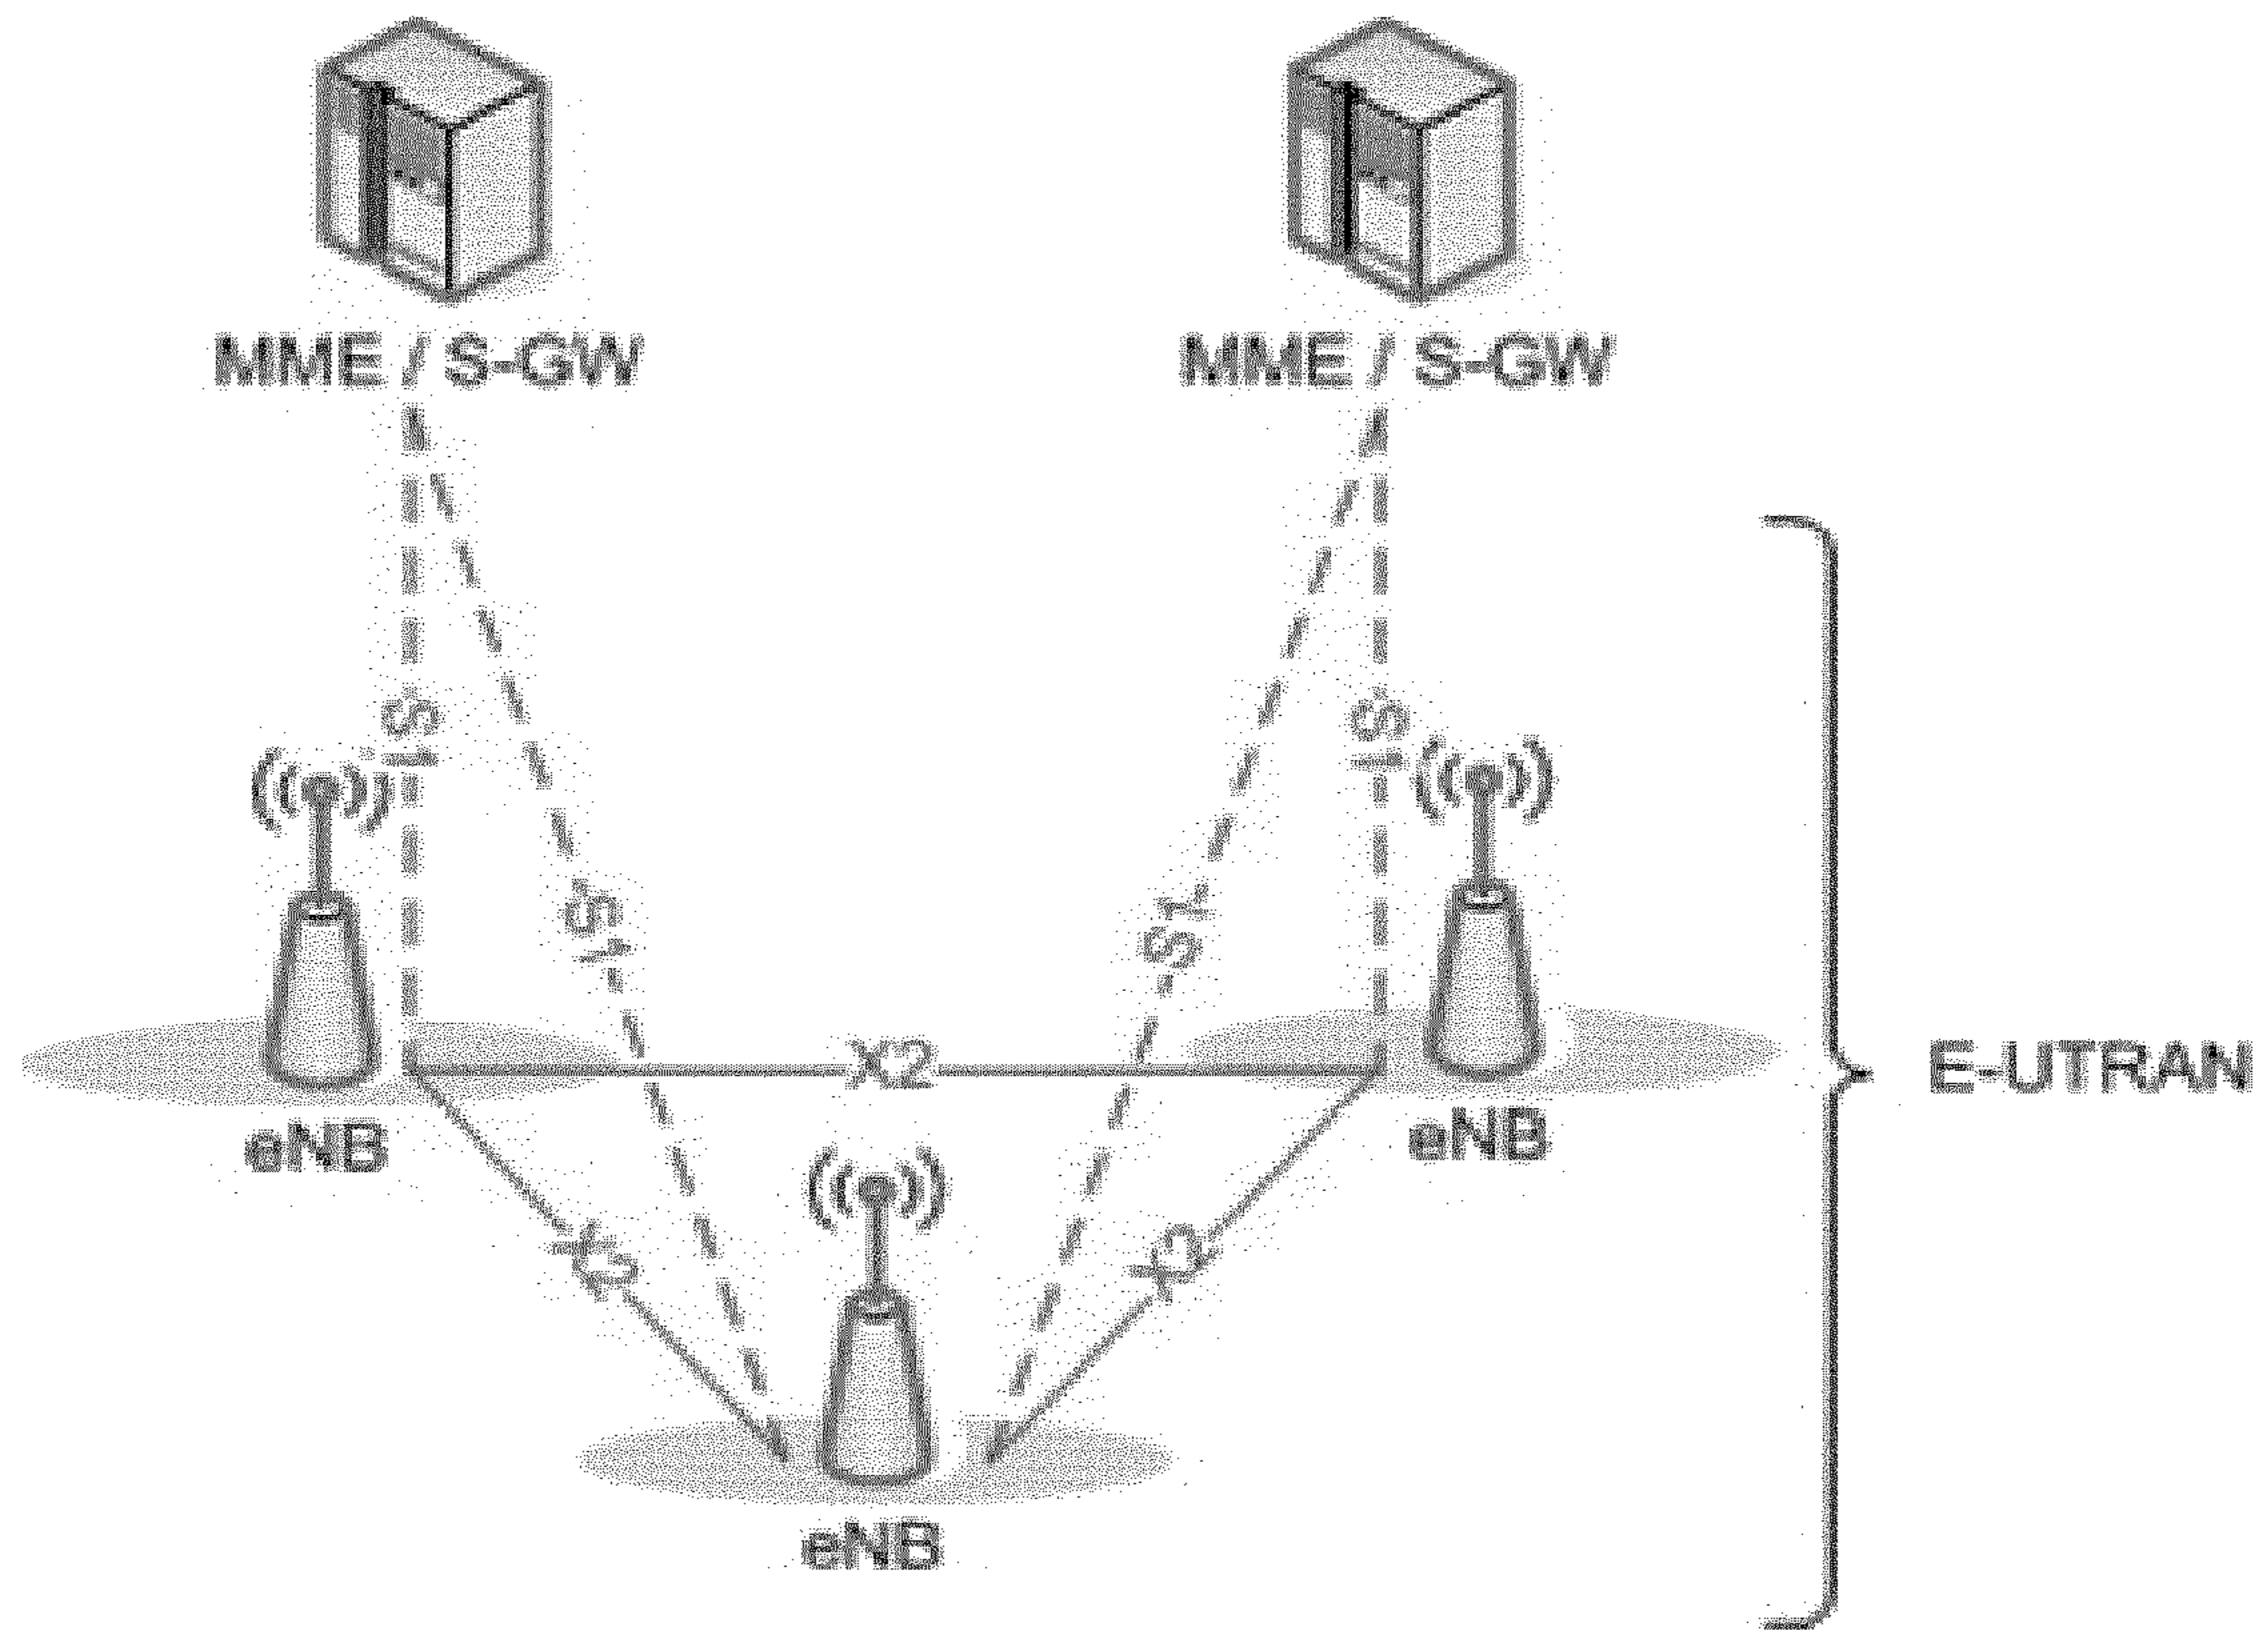 MME / S-GW
MME / S-GW
S1
S1
S1
S1
X2
E-UTRAN
eNB
eNB
X2
X2
eNB